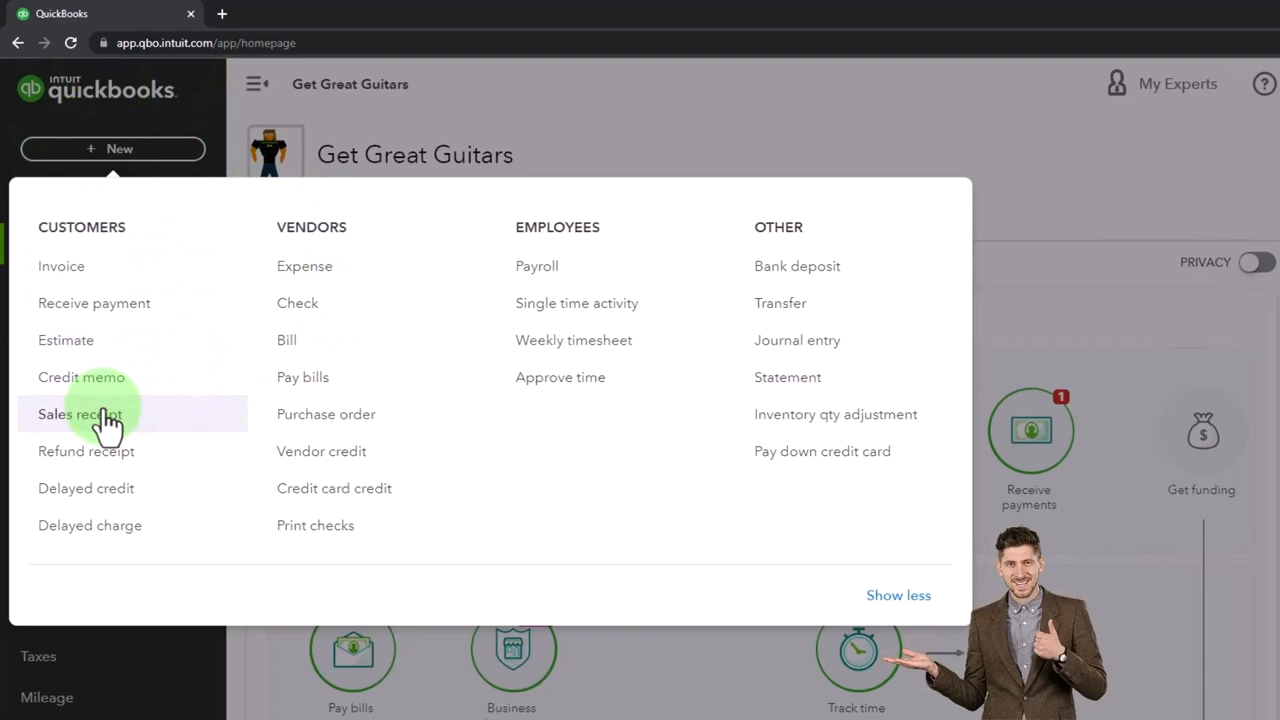 QuickBooks
app.qbo.intuit.com/app/homepage
INTUIT
qb quickbooks.
Get Great Guitars
My Experts
?
+ New
Get Great Guitars
CUSTOMERS
Invoice
Receive payment
Estimate
Credit memo
Sales receipt
Refund receipt
Delayed credit
Delayed charge
VENDORS
Expense
Check
Bill
Pay bills
Purchase order
Vendor credit
Credit card credit
Print checks
EMPLOYEES
Payroll
Single time activity
Weekly timesheet
Approve time
OTHER
Bank deposit
Transfer
Journal entry
Statement
Inventory qty adjustment
Pay down credit card
Show less
PRIVACY
1
Receive
payments
$
Get funding
Taxes
Mileage
Pay bills
Business
Track time